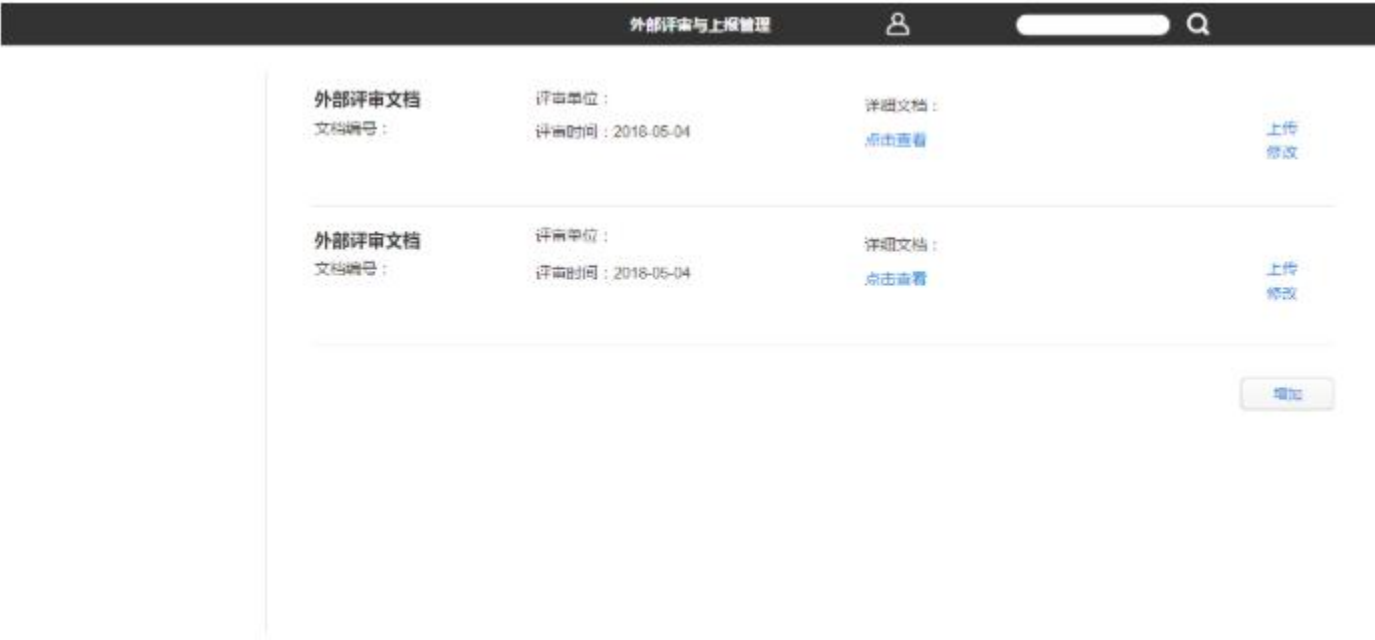 外部评审与上报管理
外部评审文档
文档编号：
评审单位：
评审时间：2018-05-04
详细文档：
点击查看
上传
修改
外部评审文档
文档编号：
评审单位：
评审时间：2018-05-04
详细文档：
点击查看
上传
修改
增加